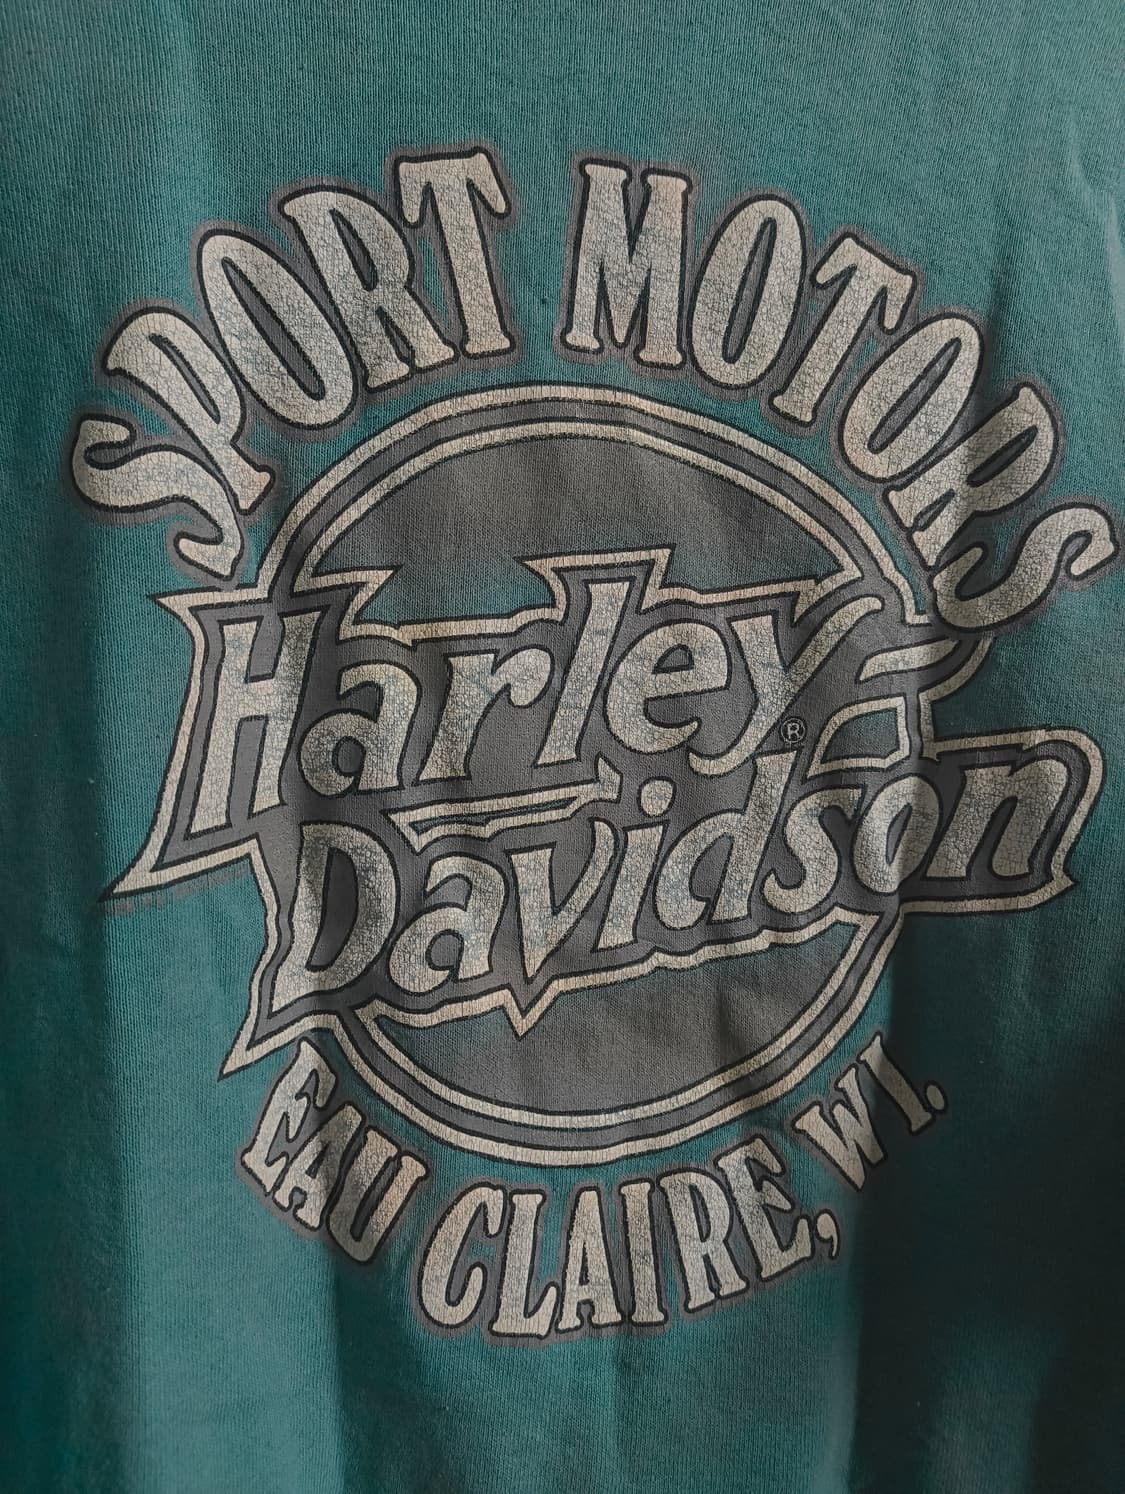 SPORT MOTORS
Harley
®
Davidson
EAU CLAIRE, WI.